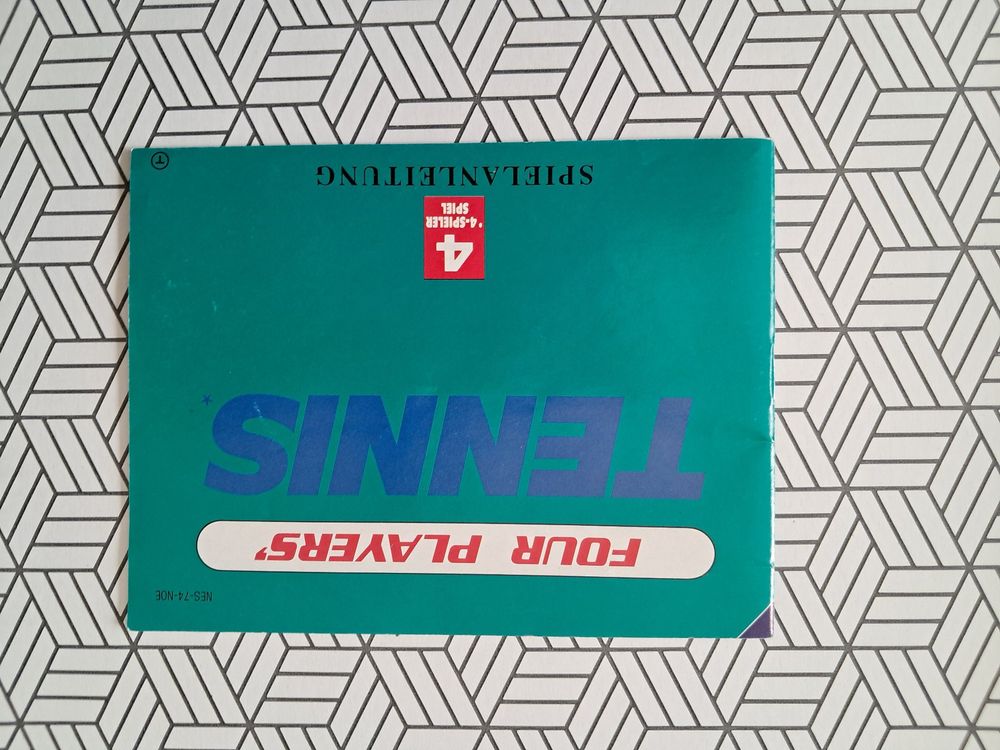 NES-74-NOE
FOUR PLAYERS'
TENNIS*
4
*4-SPIELER
SPIEL
SPIELANLEITUNG
T